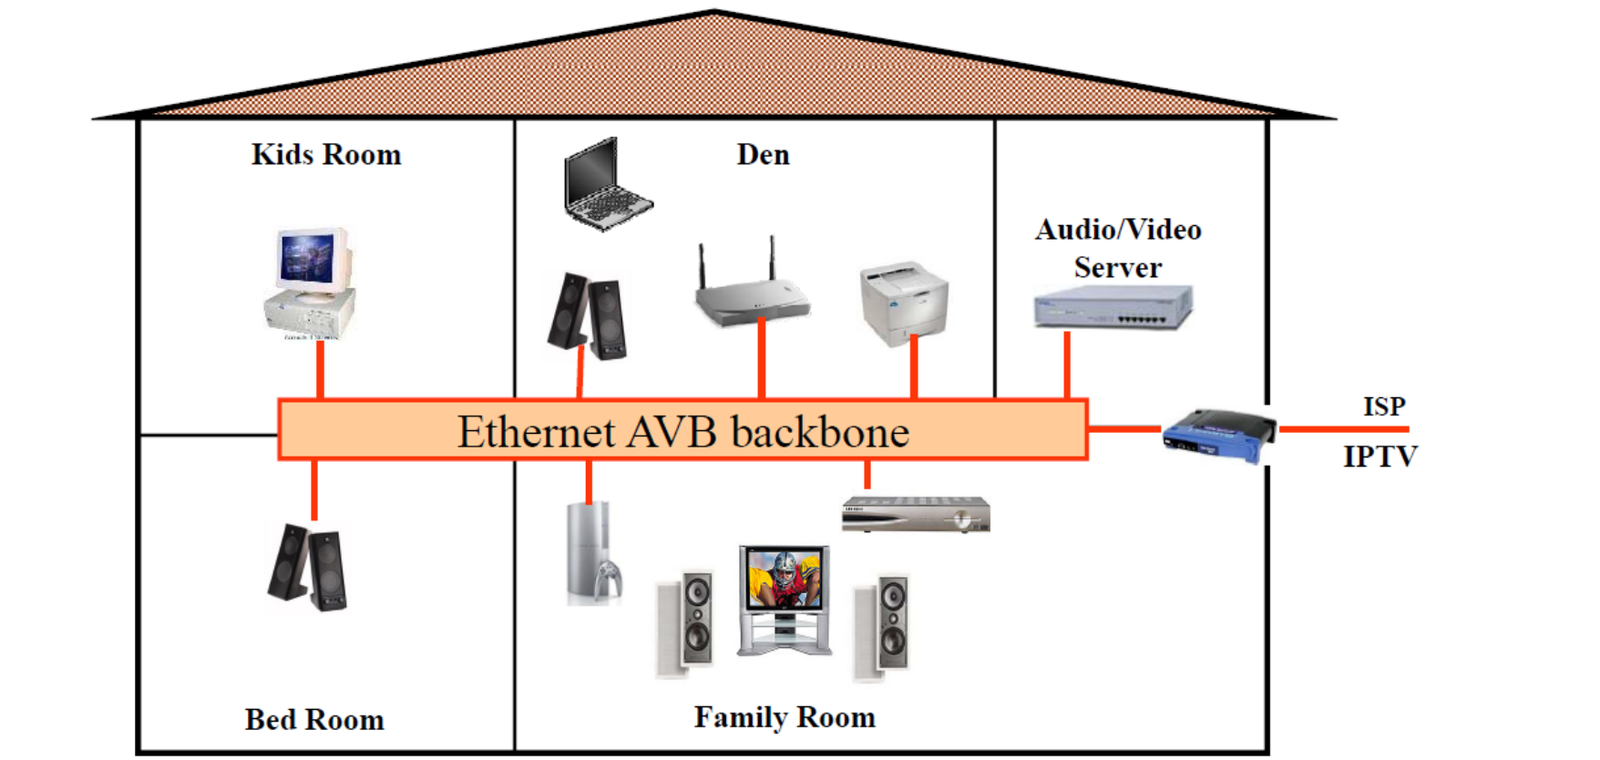 Kids Room
Den
Audio/Video
Server
Ethernet AVB backbone
ISP
IPTV
Bed Room
Family Room